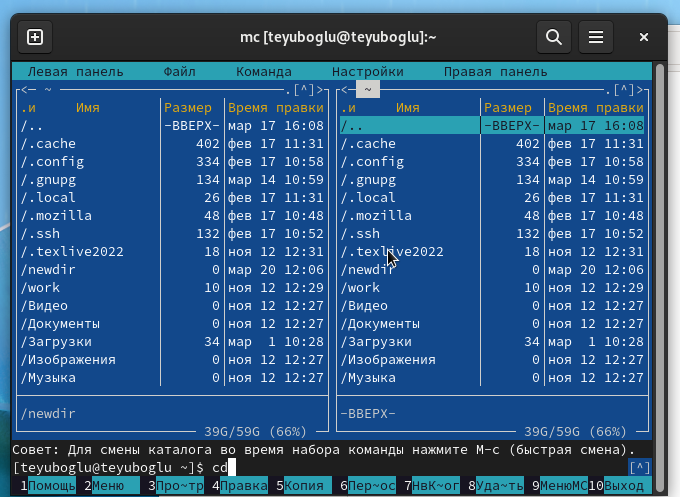 mc [teyuboglu@teyuboglu]:~
Левая панель Файл Команда Настройки Правая панель
<─ ~ .[^]> <─ ~ .[^]>
.и Имя Размер Время правки .и Имя Размер Время правки
/.. -ВВЕРХ- мар 17 16:08 /.. -ВВЕРХ- мар 17 16:08
/.cache 402 фев 17 11:31 /.cache 402 фев 17 11:31
/.config 334 фев 17 10:58 /.config 334 фев 17 10:58
/.gnupg 134 мар 14 10:59 /.gnupg 134 мар 14 10:59
/.local 26 фев 17 11:31 /.local 26 фев 17 11:31
/.mozilla 48 фев 17 10:48 /.mozilla 48 фев 17 10:48
/.ssh 132 фев 17 10:52 /.ssh 132 фев 17 10:52
/.texlive2022 18 ноя 12 12:31 /.texlive2022 18 ноя 12 12:31
/newdir 0 мар 20 12:06 /newdir 0 мар 20 12:06
/work 10 ноя 12 12:29 /work 10 ноя 12 12:29
/Видео 0 ноя 12 12:27 /Видео 0 ноя 12 12:27
/Документы 0 ноя 12 12:27 /Документы 0 ноя 12 12:27
/Загрузки 34 мар 1 10:28 /Загрузки 34 мар 1 10:28
/Изображения 0 ноя 12 12:27 /Изображения 0 ноя 12 12:27
/Музыка 0 ноя 12 12:27 /Музыка 0 ноя 12 12:27
/newdir -ВВЕРХ-
39G/59G (66%) 39G/59G (66%)
Совет: Для смены каталога во время набора команды нажмите M-c (быстрая смена).
[teyuboglu@teyuboglu ~]$ cd [^]
1Помощь 2Меню 3Про~тр 4Правка 5Копия 6Пер~ос 7НвК~ог 8Уда~ть 9МенюMC 10Выход